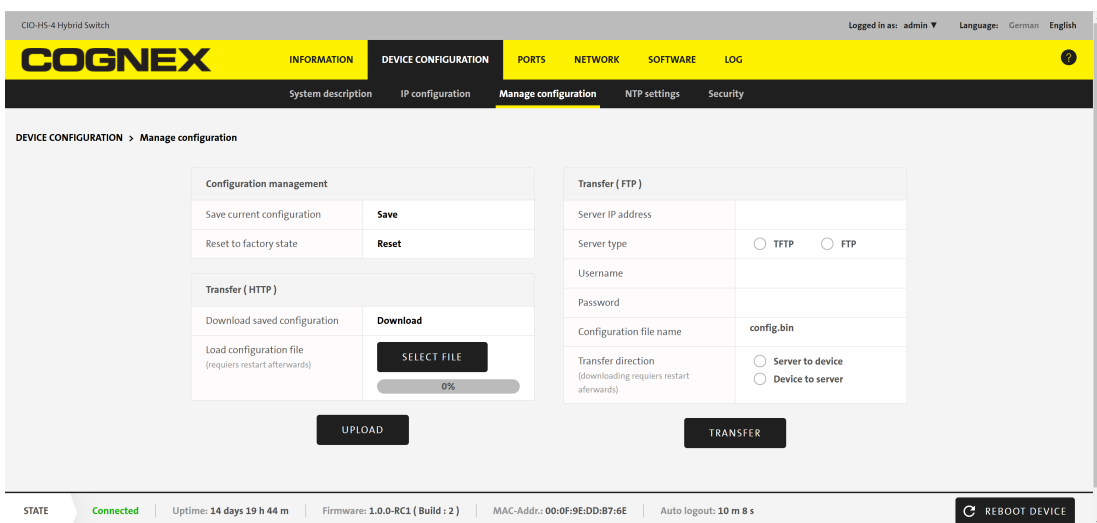 CIO-HS-4 Hybrid Switch Logged in as: admin ▼ Language: German English
COGNEX INFORMATION DEVICE CONFIGURATION PORTS NETWORK SOFTWARE LOG ?
System description IP configuration Manage configuration NTP settings Security
DEVICE CONFIGURATION > Manage configuration
Configuration management
Save current configuration Save
Reset to factory state Reset
Transfer ( HTTP )
Download saved configuration Download
Load configuration file
(requiers restart afterwards)
SELECT FILE
0%
UPLOAD
Transfer ( FTP )
Server IP address
Server type TFTP FTP
Username
Password
Configuration file name config.bin
Transfer direction
(downloading requiers restart
aferwards)
Server to device
Device to server
TRANSFER
STATE Connected Uptime: 14 days 19 h 44 m Firmware: 1.0.0-RC1 ( Build : 2 ) MAC-Addr.: 00:0F:9E:DD:B7:6E Auto logout: 10 m 8 s REBOOT DEVICE